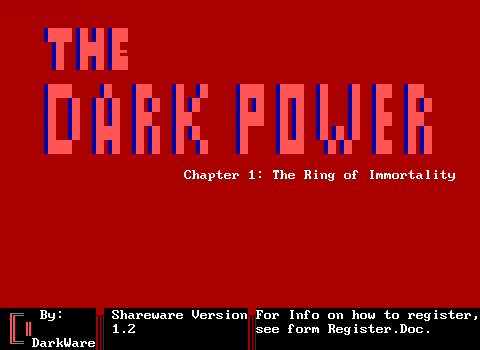 THE
DARK POWER
Chapter 1: The Ring of Immortality
By:
DarkWare
Shareware Version
1.2
For Info on how to register,
see form Register.Doc.